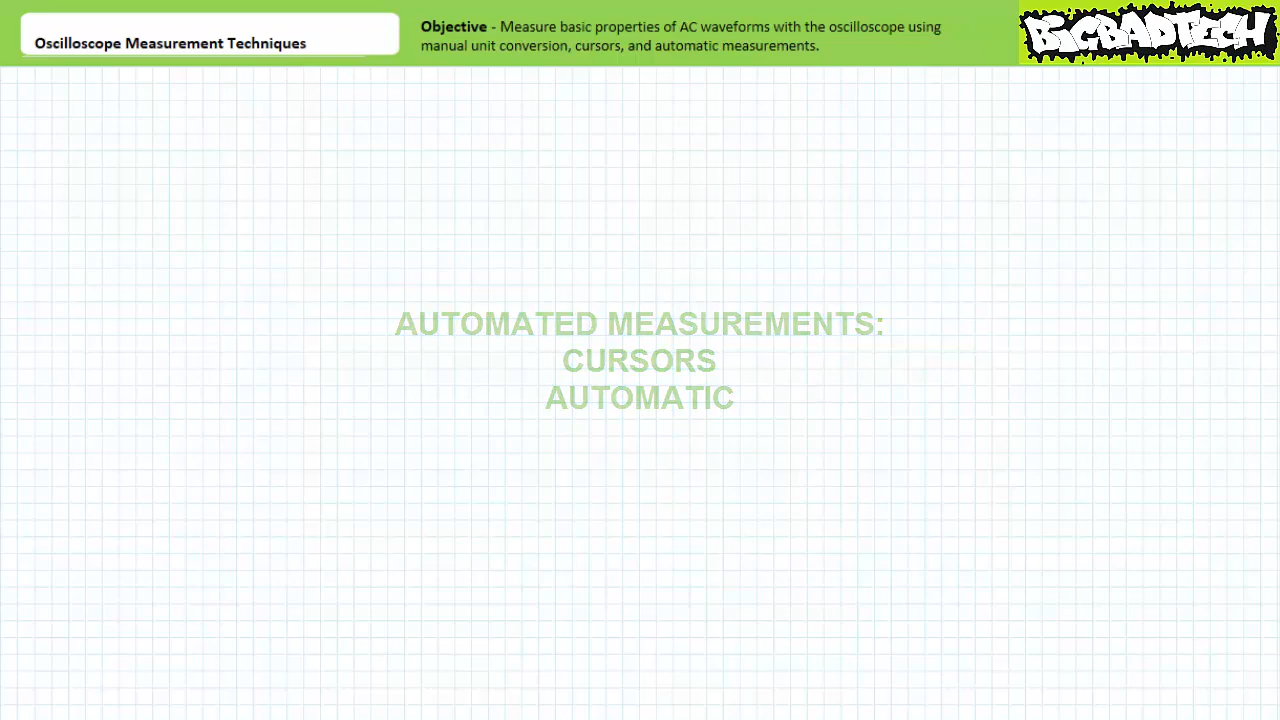 Oscilloscope Measurement Techniques
Objective - Measure basic properties of AC waveforms with the oscilloscope using
manual unit conversion, cursors, and automatic measurements.
BIGBADTECH
AUTOMATED MEASUREMENTS:
CURSORS
AUTOMATIC